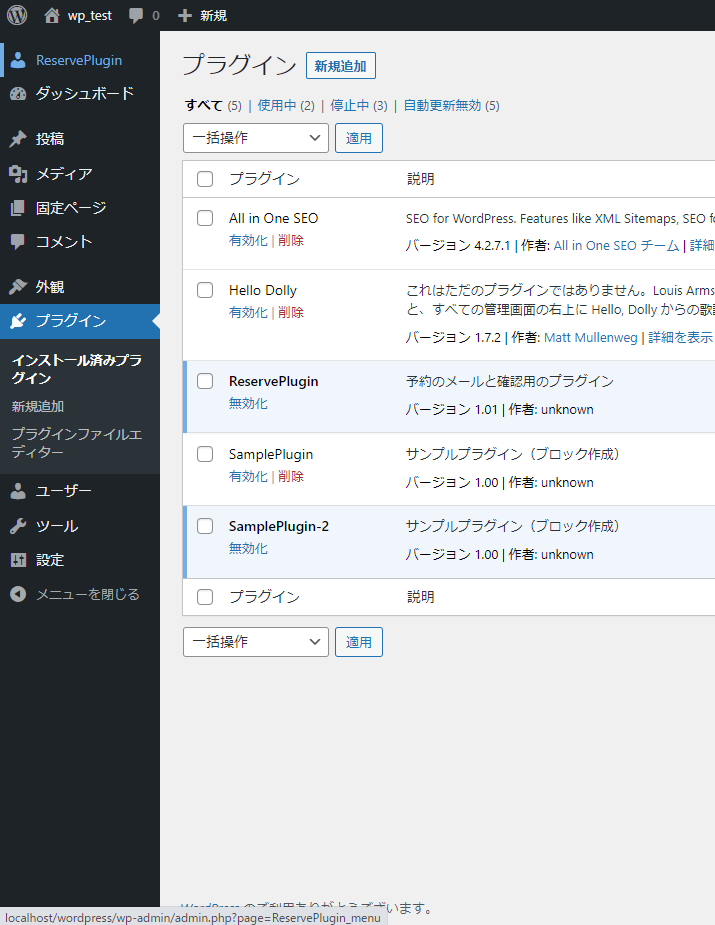 wp_test 0 新規
ReservePlugin
ダッシュボード
投稿
メディア
固定ページ
コメント
外観
プラグイン
インストール済みプラ
グイン
新規追加
プラグインファイルエ
ディター
ユーザー
ツール
設定
メニューを閉じる
プラグイン 新規追加
すべて (5) | 使用中 (2) | 停止中 (3) | 自動更新無効 (5)
一括操作 適用
プラグイン 説明
All in One SEO SEO for WordPress. Features like XML Sitemaps, SEO
有効化 | 削除 バージョン 4.2.7.1 | 作者: All in One SEO チーム | 詳細
Hello Dolly これはただのプラグインではありません。Louis Arms
有効化 | 削除 と、すべての管理画面の右上に Hello, Dolly からの歌
バージョン 1.7.2 | 作者: Matt Mullenweg | 詳細を表示
ReservePlugin 予約のメールと確認用のプラグイン
無効化 バージョン 1.01 | 作者: unknown
SamplePlugin サンプルプラグイン（ブロック作成）
有効化 | 削除 バージョン 1.00 | 作者: unknown
SamplePlugin-2 サンプルプラグイン（ブロック作成）
無効化 バージョン 1.00 | 作者: unknown
プラグイン 説明
一括操作 適用
WordPress のご利用ありがとうございます。
localhost/wordpress/wp-admin/admin.php?page=ReservePlugin_menu